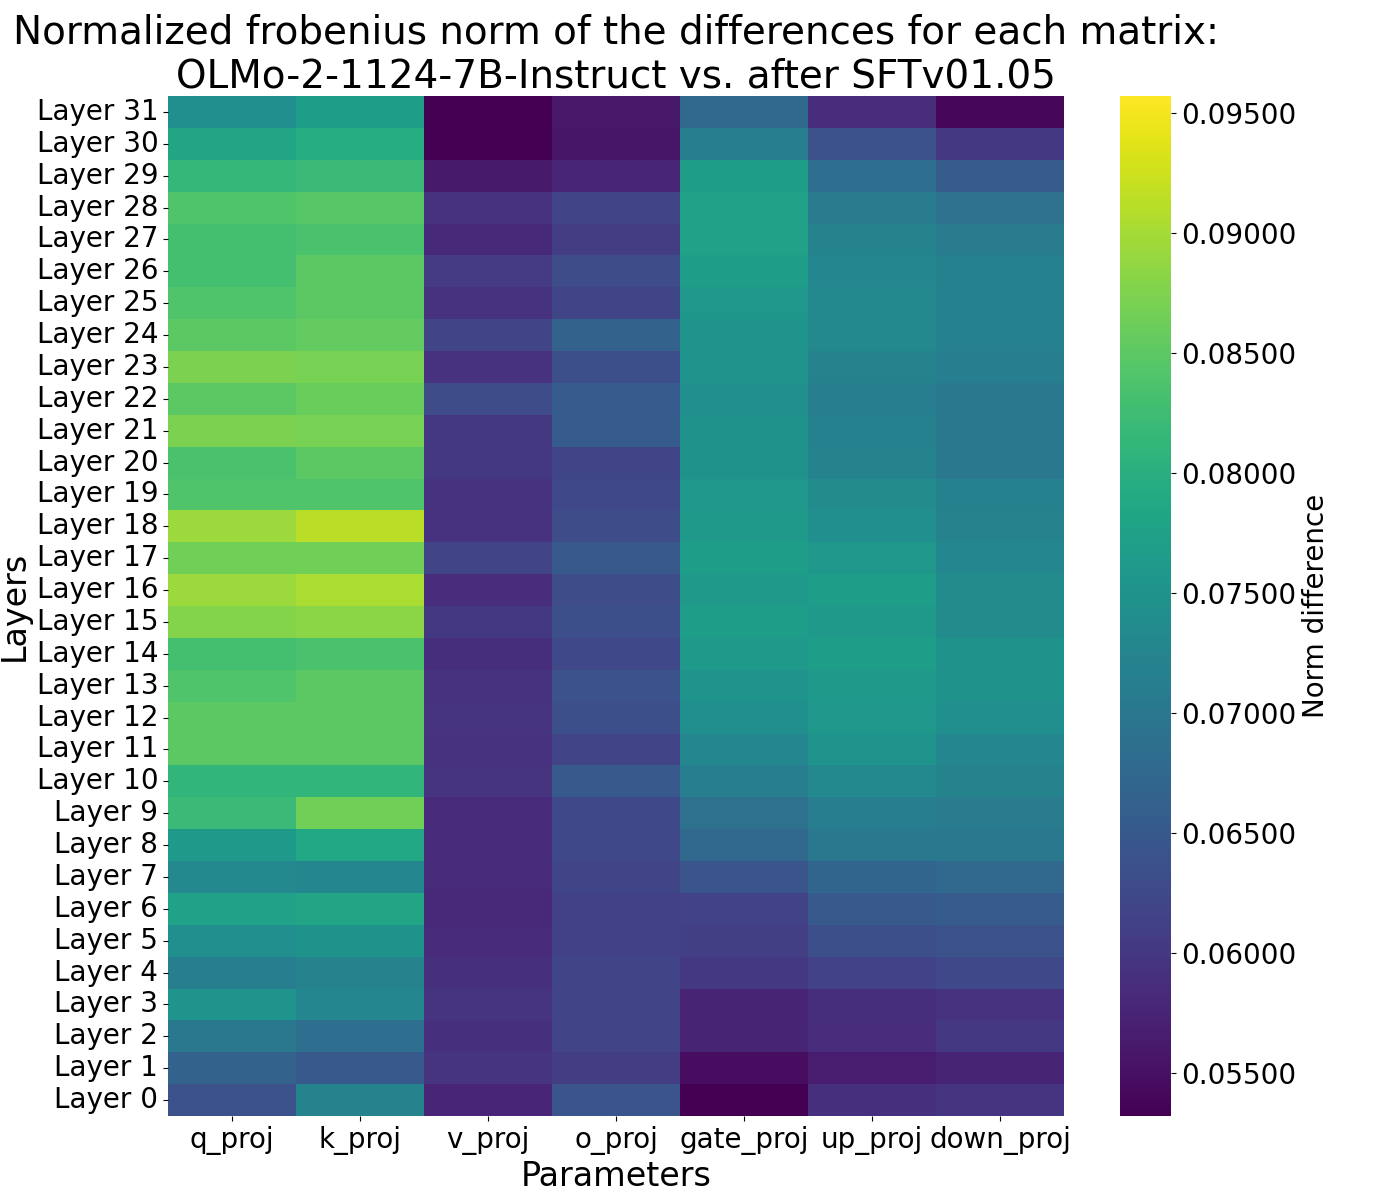 Normalized frobenius norm of the differences for each matrix:
OLMo-2-1124-7B-Instruct vs. after SFTv01.05
Layers
Layer 31
Layer 30
Layer 29
Layer 28
Layer 27
Layer 26
Layer 25
Layer 24
Layer 23
Layer 22
Layer 21
Layer 20
Layer 19
Layer 18
Layer 17
Layer 16
Layer 15
Layer 14
Layer 13
Layer 12
Layer 11
Layer 10
Layer 9
Layer 8
Layer 7
Layer 6
Layer 5
Layer 4
Layer 3
Layer 2
Layer 1
Layer 0
q_proj k_proj v_proj o_proj gate_proj up_proj down_proj
Parameters
0.09500
0.09000
0.08500
0.08000
0.07500
0.07000
0.06500
0.06000
0.05500
Norm difference